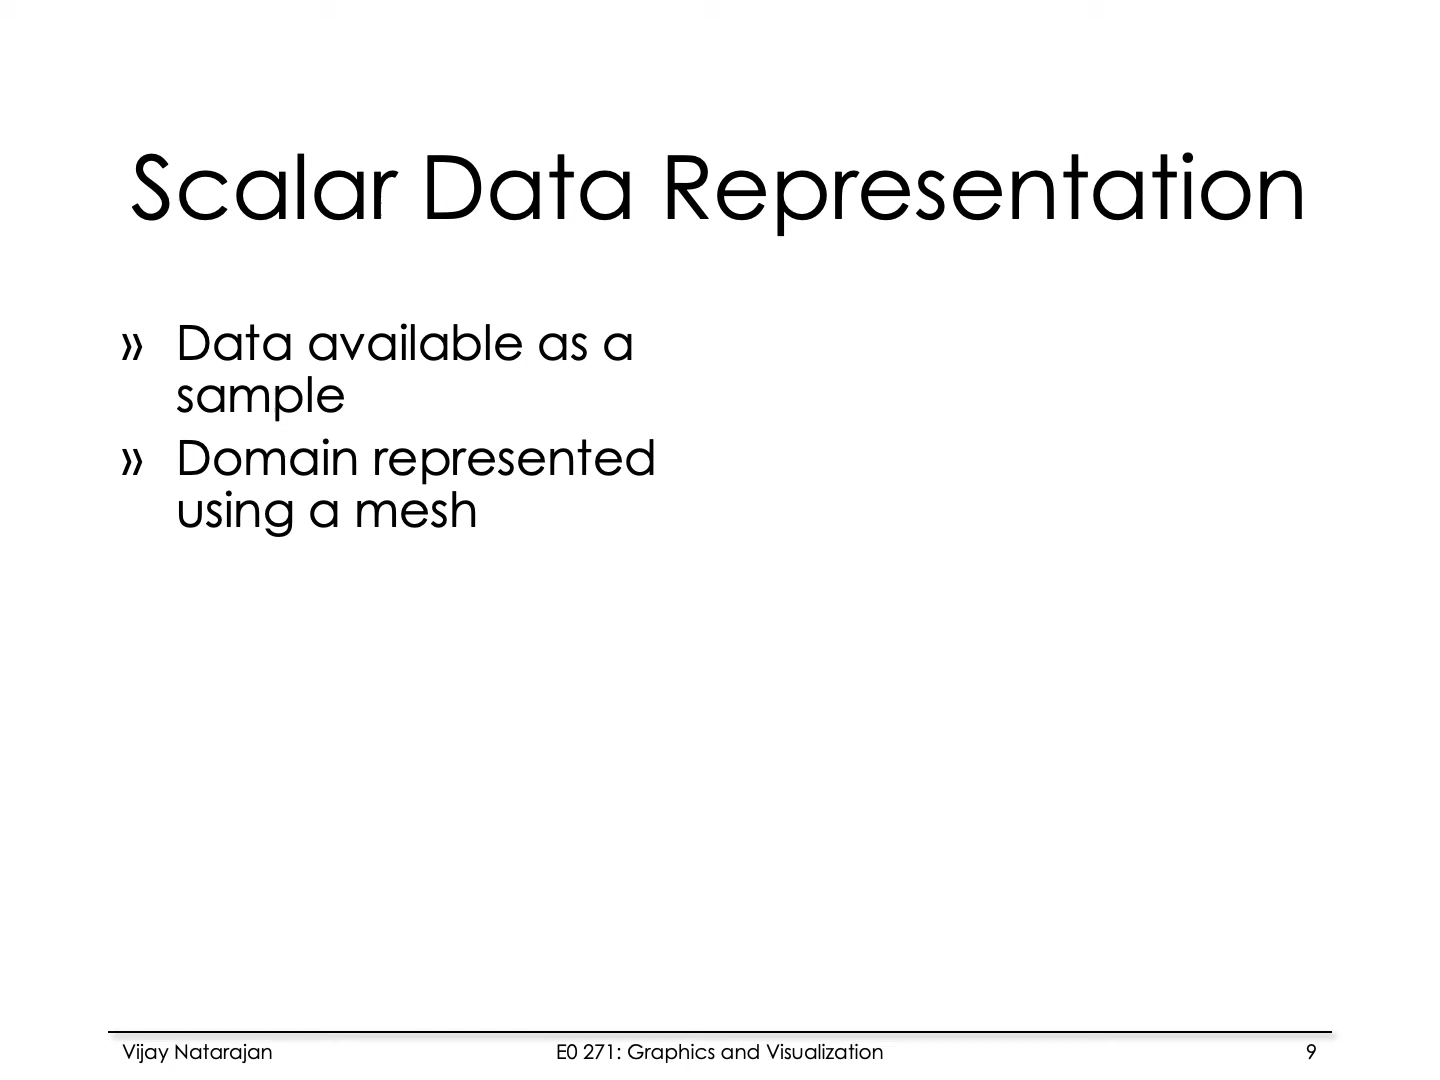 Scalar Data Representation
» Data available as a
sample
» Domain represented
using a mesh
Vijay Natarajan
E0 271: Graphics and Visualization
9